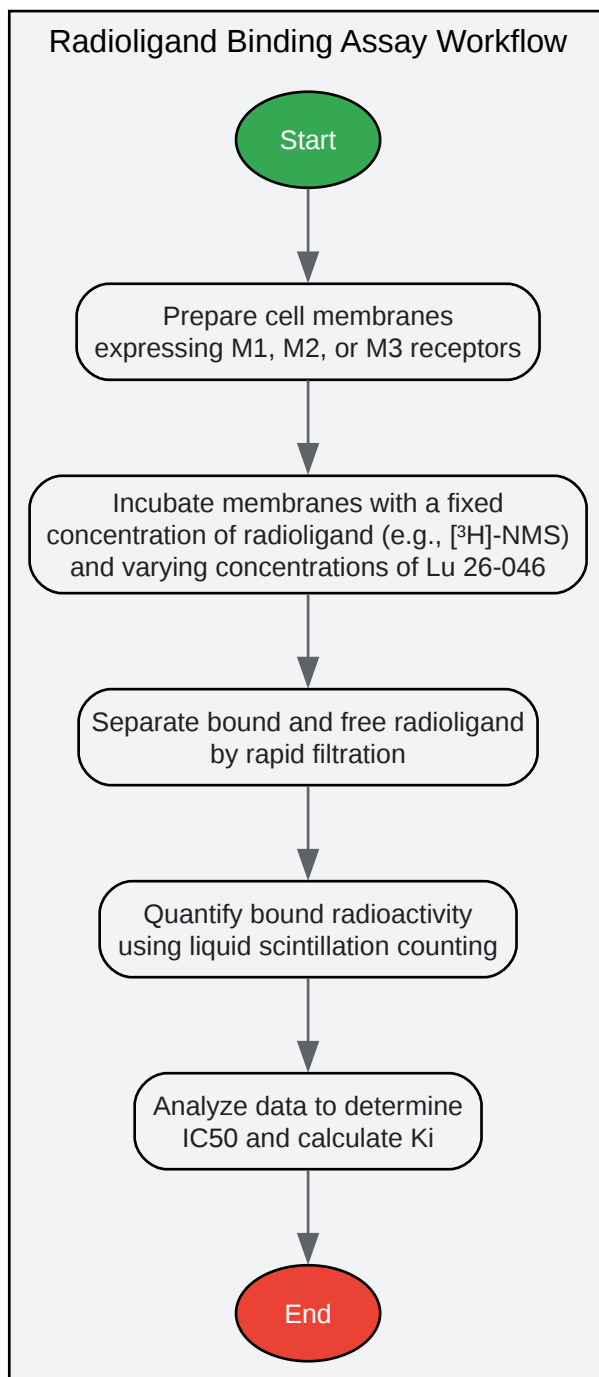 Radioligand Binding Assay Workflow
Start
Prepare cell membranes
expressing M1, M2, or M3 receptors
Incubate membranes with a fixed
concentration of radioligand (e.g., [³H]-NMS)
and varying concentrations of Lu 26-046
Separate bound and free radioligand
by rapid filtration
Quantify bound radioactivity
using liquid scintillation counting
Analyze data to determine
IC50 and calculate Ki
End